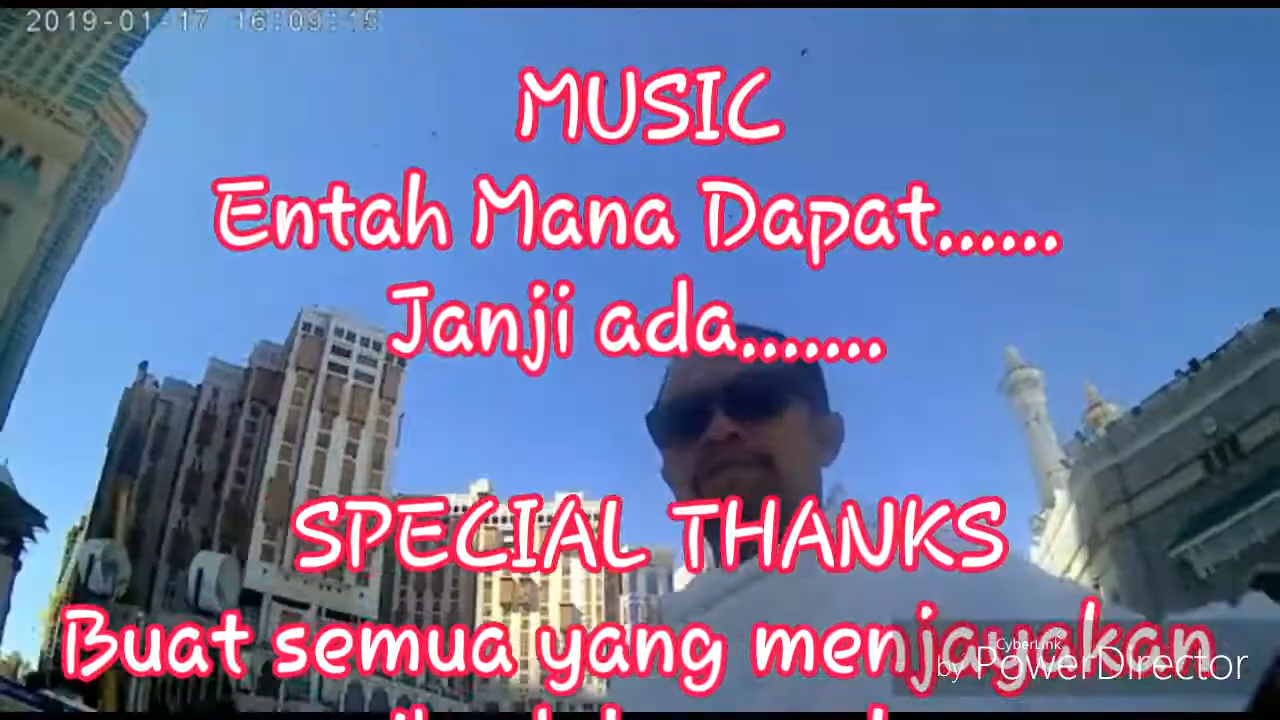 2019-01-17 16:09:15
MUSIC
Entah Mana Dapat......
Janji ada.......
SPECIAL THANKS
Buat semua yang menjayakan
CyberLink
by PowerDirector